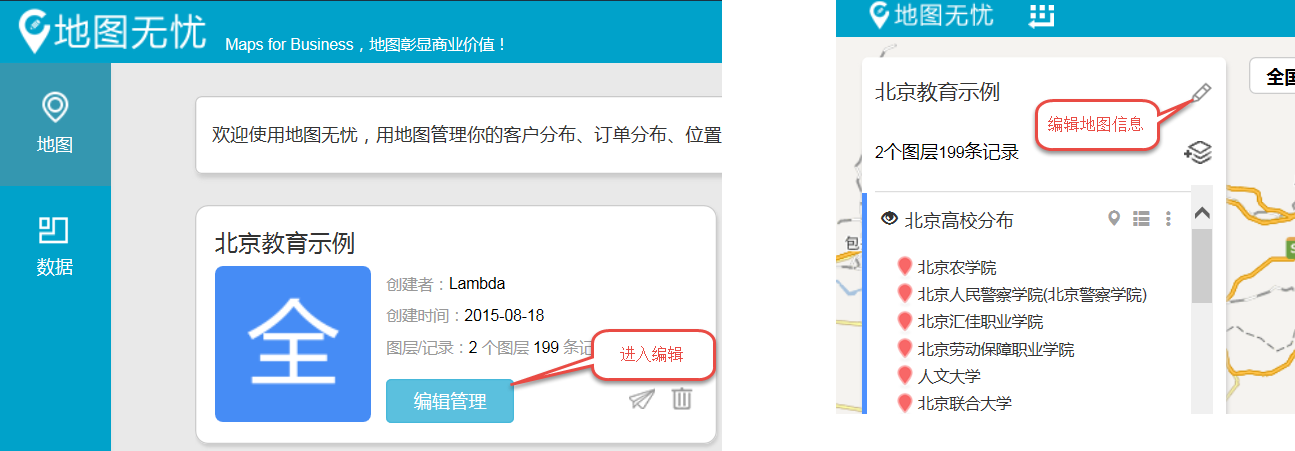 地图无忧
Maps for Business，地图彰显商业价值！
地图
数据
欢迎使用地图无忧，用地图管理你的客户分布、订单分布、位置
北京教育示例
全
创建者：Lambda
创建时间：2015-08-18
图层/记录：2 个图层 199 条记
进入编辑
编辑管理
地图无忧
北京教育示例
编辑地图信息
2个图层199条记录
北京高校分布
北京农学院
北京人民警察学院(北京警察学院)
北京汇佳职业学院
北京劳动保障职业学院
人文大学
北京联合大学
全国
包
S